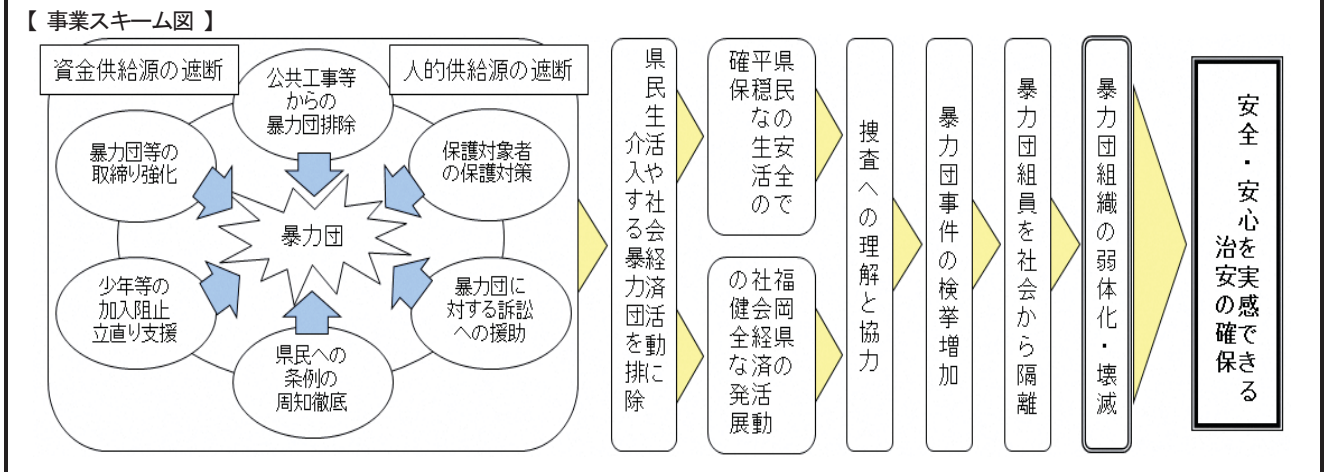 【 事業スキーム図 】
資金供給源の遮断
人的供給源の遮断
公共工事等
からの
暴力団排除
暴力団等の
取締り強化
保護対象者
の保護対策
暴力団
少年等の
加入阻止
立直り支援
暴力団に
対する訴訟
への援助
県民への
条例の
周知徹底
県民生活や社会経済活動に
介入する暴力団を排除
県民の安全で
平穏な生活の
確保
福岡県の
社会経済活動
の健全な発展
捜査への理解と協力
暴力団事件の検挙増加
暴力団組員を社会から隔離
暴力団組織の弱体化・壊滅
安全・安心を実感できる
治安の確保